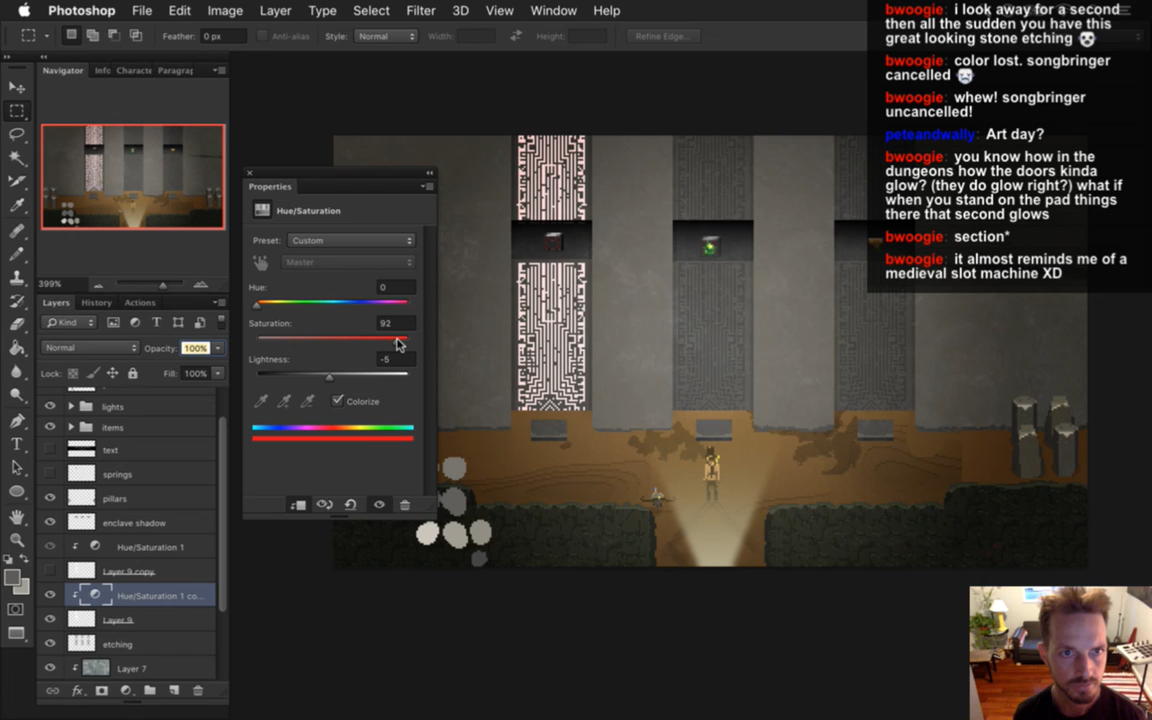 Photoshop File Edit Image Layer Type Select Filter 3D View Window Help
Feather: 0 px Anti-alias Style: Normal Width: Height: Refine Edge...
Navigator Info Characte Paragrap
399%
Layers History Actions
Kind
Normal Opacity: 100%
Lock: Fill: 100%
lights
items
text
springs
pillars
enclave shadow
Hue/Saturation 1
Layer 9 copy
Hue/Saturation 1 co...
Layer 9
etching
Layer 7
Properties
Hue/Saturation
Preset: Custom
Master
Hue: 0
Saturation: 92
Lightness: -5
Colorize
bwoogie: i look away for a second
then all the sudden you have this
great looking stone etching
bwoogie: color lost. songbringer
cancelled
bwoogie: whew! songbringer
uncancelled!
peteandwally: Art day?
bwoogie: you know how in the
dungeons how the doors kinda
glow? (they do glow right?) what if
when you stand on the pad things
there that second glows
bwoogie: section*
bwoogie: it almost reminds me of a
medieval slot machine XD